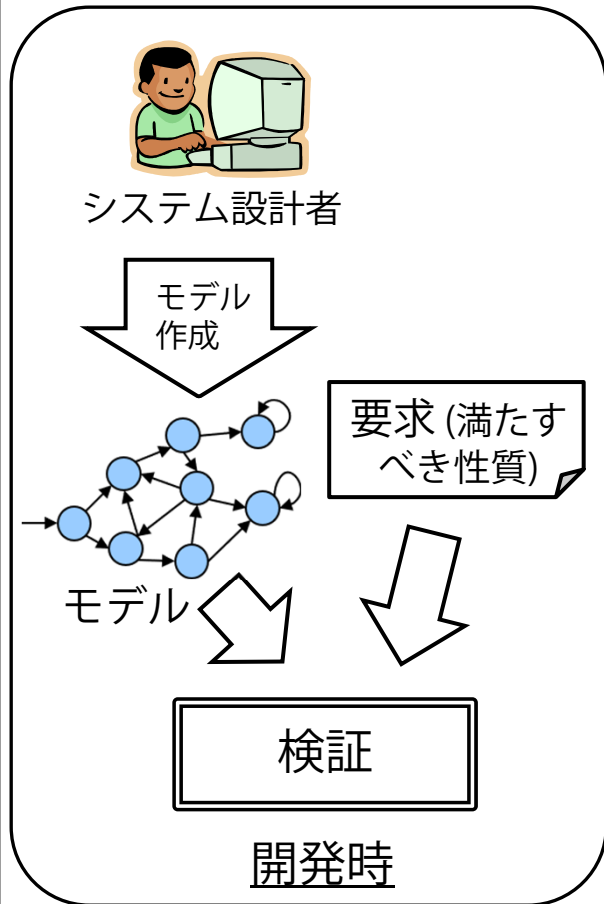 システム設計者
モデル
作成
要求 (満たす
べき性質)
モデル
検証
開発時